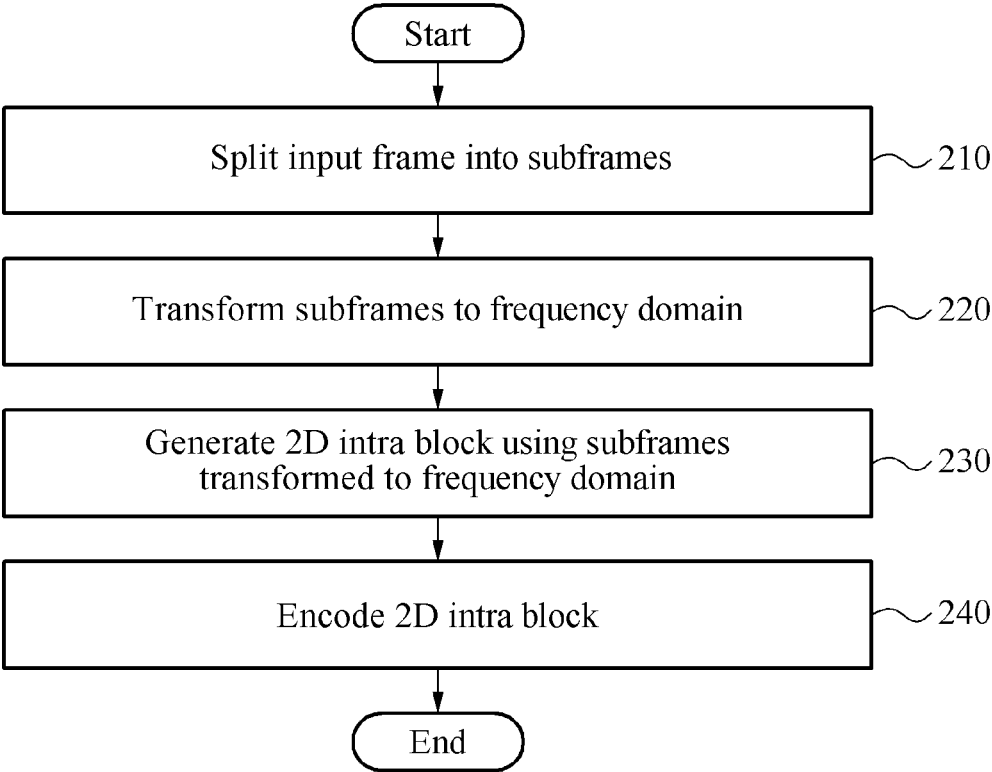 Start
Split input frame into subframes
210
Transform subframes to frequency domain
220
Generate 2D intra block using subframes
transformed to frequency domain
230
Encode 2D intra block
240
End